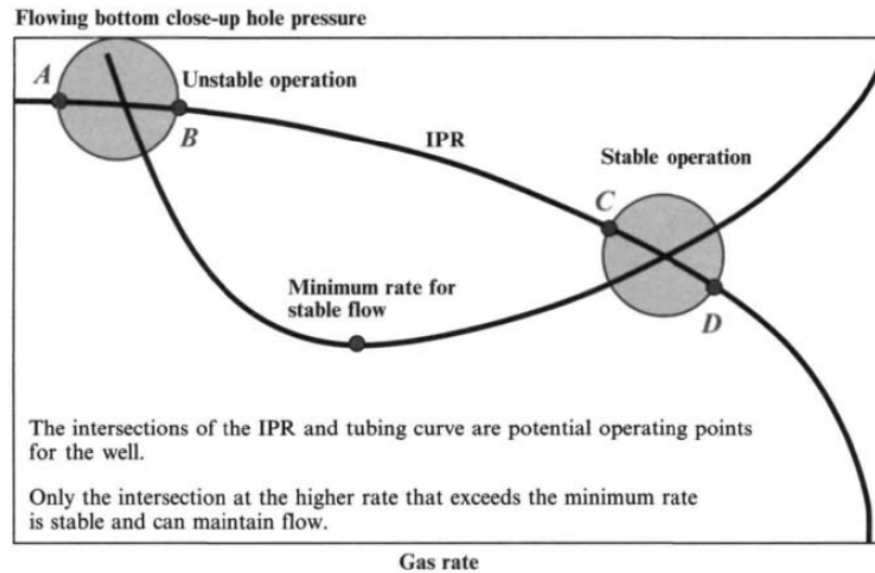 Flowing bottom close-up hole pressure
A
Unstable operation
B
IPR
Stable operation
C
Minimum rate for
stable flow
D
The intersections of the IPR and tubing curve are potential operating points
for the well.
Only the intersection at the higher rate that exceeds the minimum rate
is stable and can maintain flow.
Gas rate